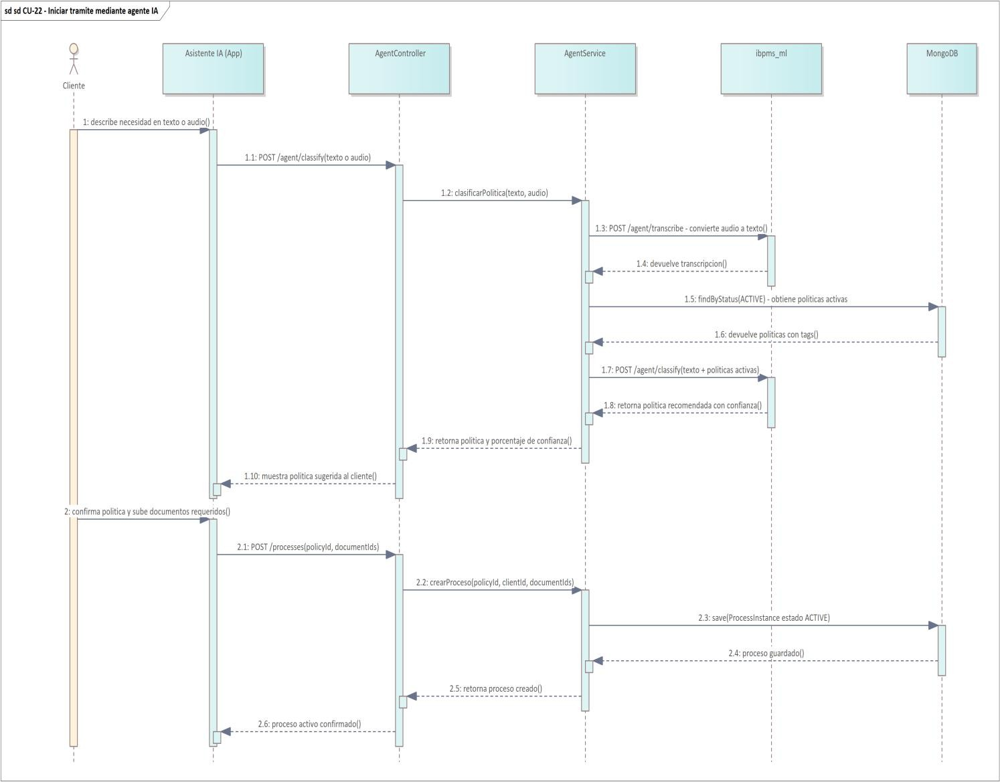 sd sd CU-22 - Iniciar tramite mediante agente IA
Cliente
Asistente IA (App)
AgentController
AgentService
ibpms_ml
MongoDB
1: describe necesidad en texto o audio()
1.1: POST /agent/classify(texto o audio)
1.2: clasificarPolitica(texto, audio)
1.3: POST /agent/transcribe - convierte audio a texto()
1.4: devuelve transcripcion()
1.5: findByStatus(ACTIVE) - obtiene politicas activas
1.6: devuelve politicas con tags()
1.7: POST /agent/classify(texto + politicas activas)
1.8: retorna politica recomendada con confianza()
1.9: retorna politica y porcentaje de confianza()
1.10: muestra politica sugerida al cliente()
2: confirma politica y sube documentos requeridos()
2.1: POST /processes(policyId, documentIds)
2.2: crearProceso(policyId, clientId, documentIds)
2.3: save(ProcessInstance estado ACTIVE)
2.4: proceso guardado()
2.5: retorna proceso creado()
2.6: proceso activo confirmado()